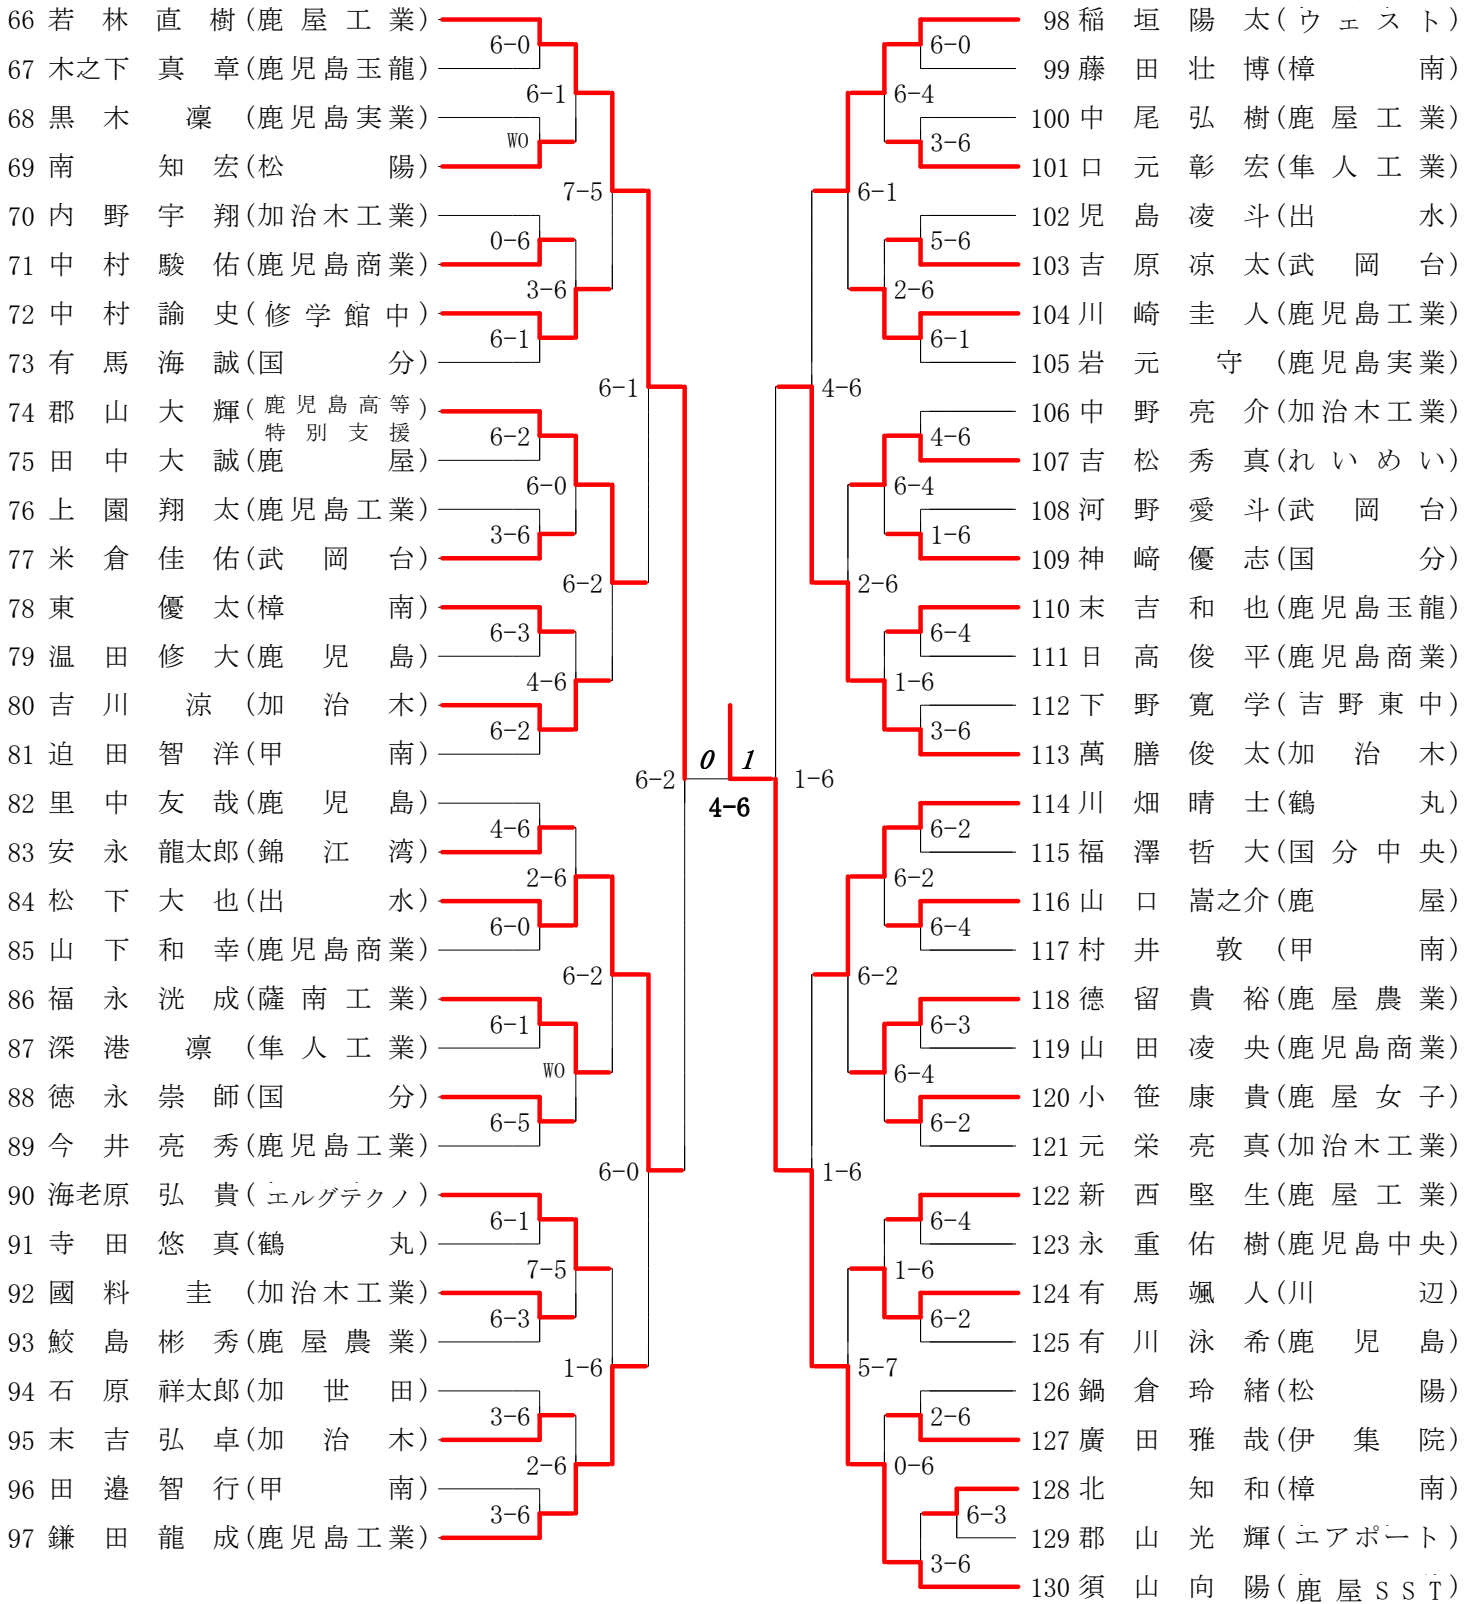 66 若林直樹(鹿屋工業)
6-0
67 木之下真章(鹿児島玉龍)
6-1
68 黒木凜(鹿児島実業)
WO
69 南知宏(松陽)
7-5
70 内野宇翔(加治木工業)
0-6
71 中村駿佑(鹿児島商業)
3-6
72 中村諭史(修学館中)
6-1
73 有馬海誠(国分)
6-1
74 郡山大輝(鹿児島高等特別支援)
6-2
75 田中大誠(鹿屋)
6-0
76 上園翔太(鹿児島工業)
3-6
77 米倉佳佑(武岡台)
6-2
78 東優太(樟南)
6-3
79 温田修大(鹿児島)
4-6
80 吉川涼(加治木)
6-2
81 迫田智洋(甲南)
6-2
82 里中友哉(鹿児島)
4-6
83 安永龍太郎(錦江湾)
2-6
84 松下大也(出水)
6-0
85 山下和幸(鹿児島商業)
6-2
86 福永洸成(薩南工業)
6-1
87 深港凛(隼人工業)
WO
88 徳永崇師(国分)
6-5
89 今井亮秀(鹿児島工業)
6-0
90 海老原弘貴(エルグテクノ)
6-1
91 寺田悠真(鶴丸)
7-5
92 國料圭(加治木工業)
6-3
93 鮫島彬秀(鹿屋農業)
1-6
94 石原祥太郎(加世田)
3-6
95 末吉弘卓(加治木)
2-6
96 田邉智行(甲南)
3-6
97 鎌田龍成(鹿児島工業)
0 1
4-6
98 稲垣陽太(ウェスト)
6-0
99 藤田壮博(樟南)
6-4
100 中尾弘樹(鹿屋工業)
3-6
101 口元彰宏(隼人工業)
6-1
102 児島凌斗(出水)
5-6
103 吉原凉太(武岡台)
2-6
104 川崎圭人(鹿児島工業)
6-1
105 岩元守(鹿児島実業)
4-6
106 中野亮介(加治木工業)
4-6
107 吉松秀真(れいめい)
6-4
108 河野愛斗(武岡台)
1-6
109 神﨑優志(国分)
2-6
110 末吉和也(鹿児島玉龍)
6-4
111 日高俊平(鹿児島商業)
1-6
112 下野寛学(吉野東中)
3-6
113 萬膳俊太(加治木)
1-6
114 川畑晴士(鶴丸)
6-2
115 福澤哲大(国分中央)
6-2
116 山口嵩之介(鹿屋)
6-4
117 村井敦(甲南)
6-2
118 德留貴裕(鹿屋農業)
6-3
119 山田凌央(鹿児島商業)
6-4
120 小笹康貴(鹿屋女子)
6-2
121 元栄亮真(加治木工業)
1-6
122 新西堅生(鹿屋工業)
6-4
123 永重佑樹(鹿児島中央)
1-6
124 有馬颯人(川辺)
6-2
125 有川泳希(鹿児島)
5-7
126 鍋倉玲緒(松陽)
2-6
127 廣田雅哉(伊集院)
0-6
128 北知和(樟南)
6-3
129 郡山光輝(エアポート)
3-6
130 須山向陽(鹿屋SST)